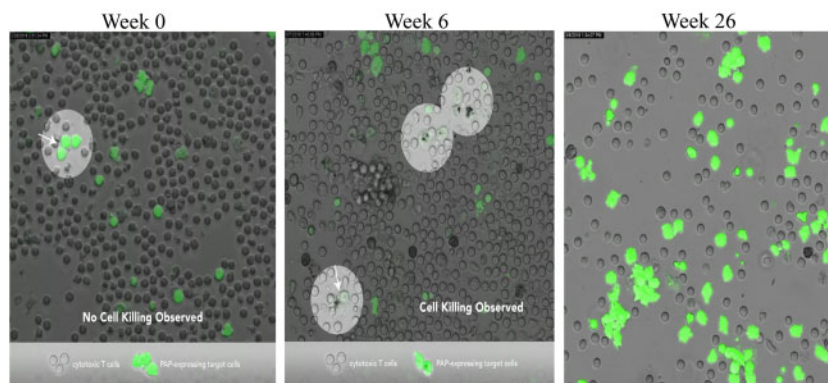 Week 0
Week 6
Week 26
No Cell Killing Observed
Cell Killing Observed
cytotoxic T cells
PAP-expressing target cells
cytotoxic T cells
PAP-expressing target cells